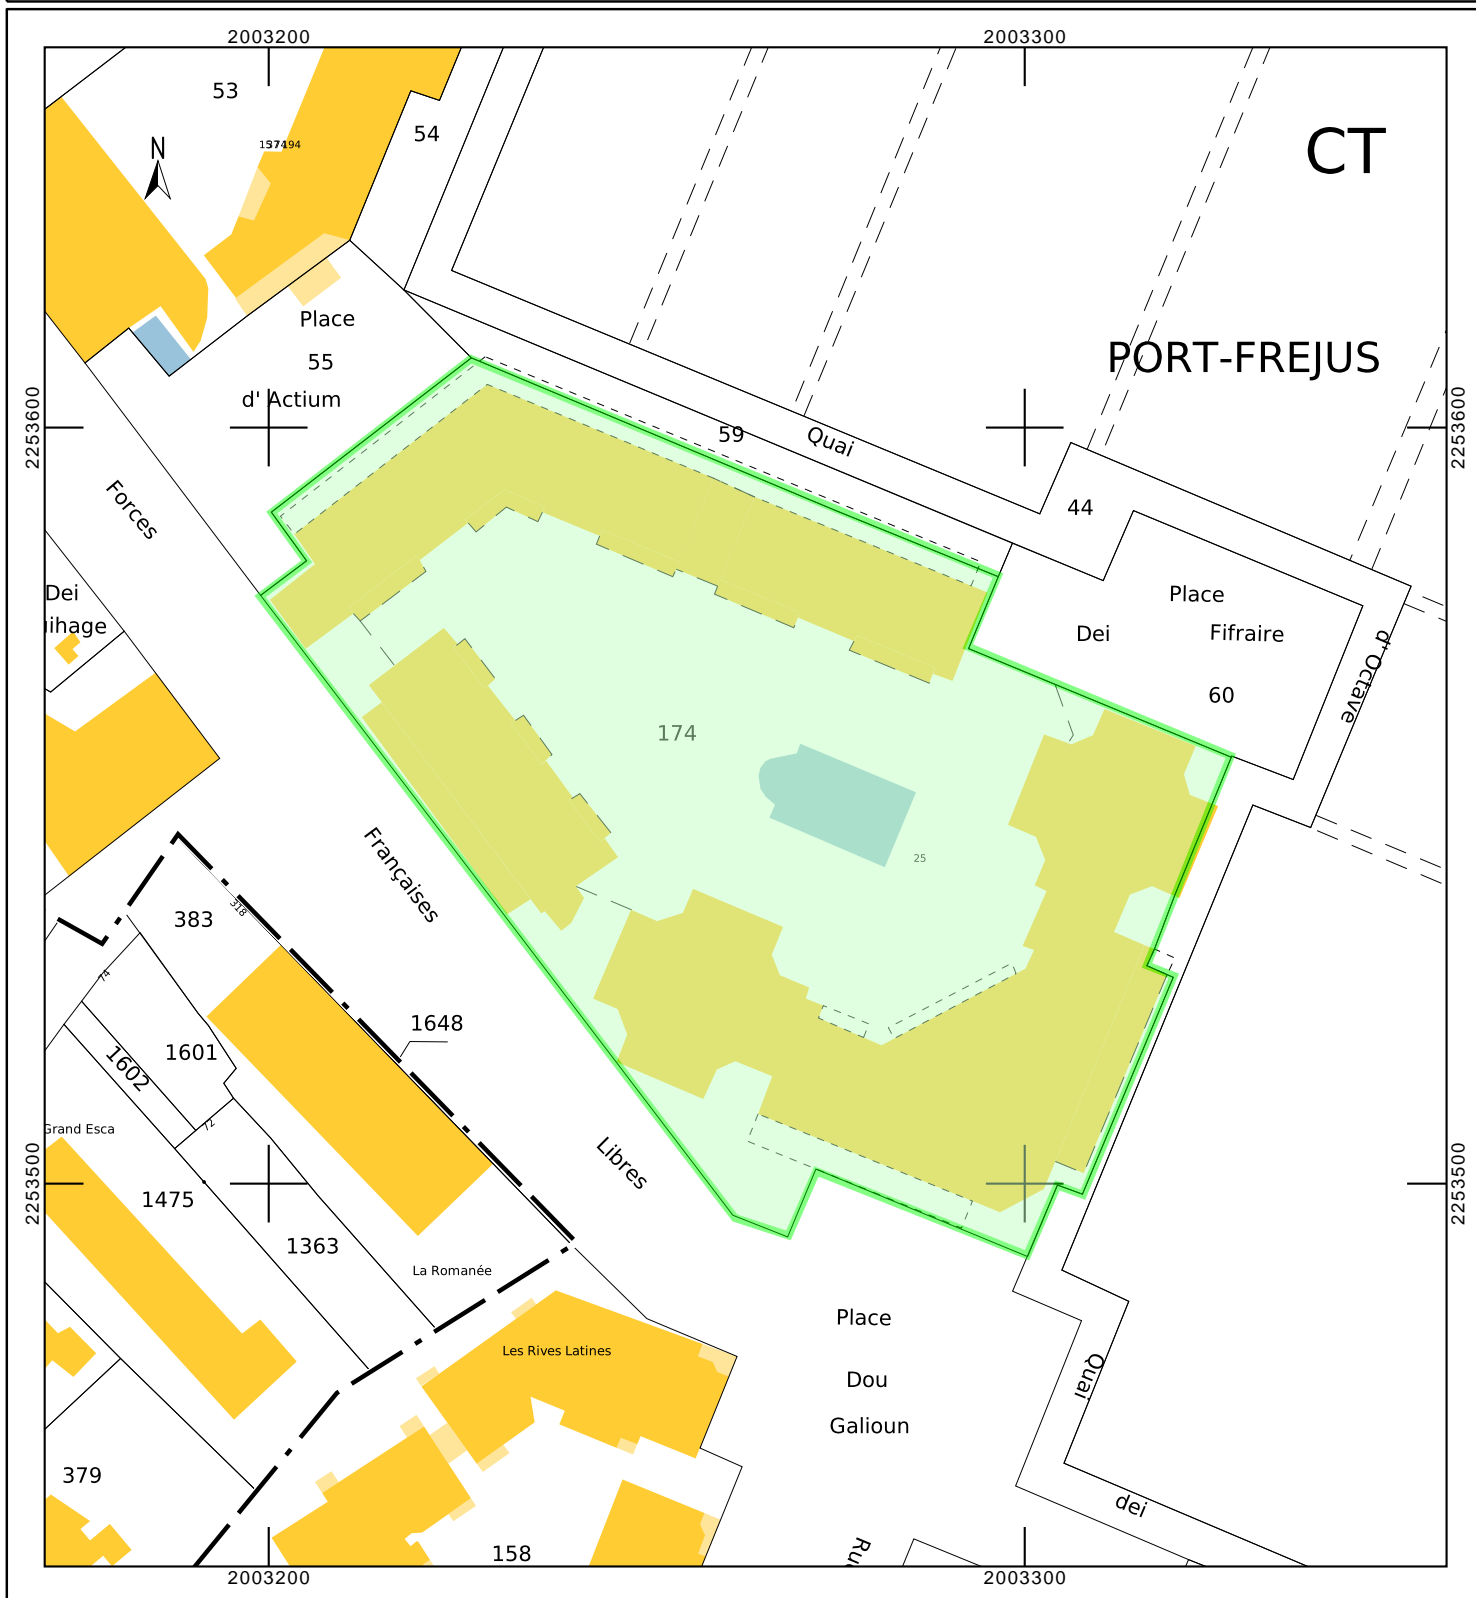 2003200
2003300
53
N
54
CT
Place
55
d' Actium
PORT-FREJUS
2253600
2253600
59
Quai
Forces
44
Dei
Place
Dei
Fifraire
60
d' Octave
174
25
Françaises
383
318
74
1648
1601
1602
72
Grand Esca
Libres
2253500
2253500
1475
1363
La Romanée
Place
Les Rives Latines
Dou
Quai
Galioun
379
dei
158
2003200
2003300